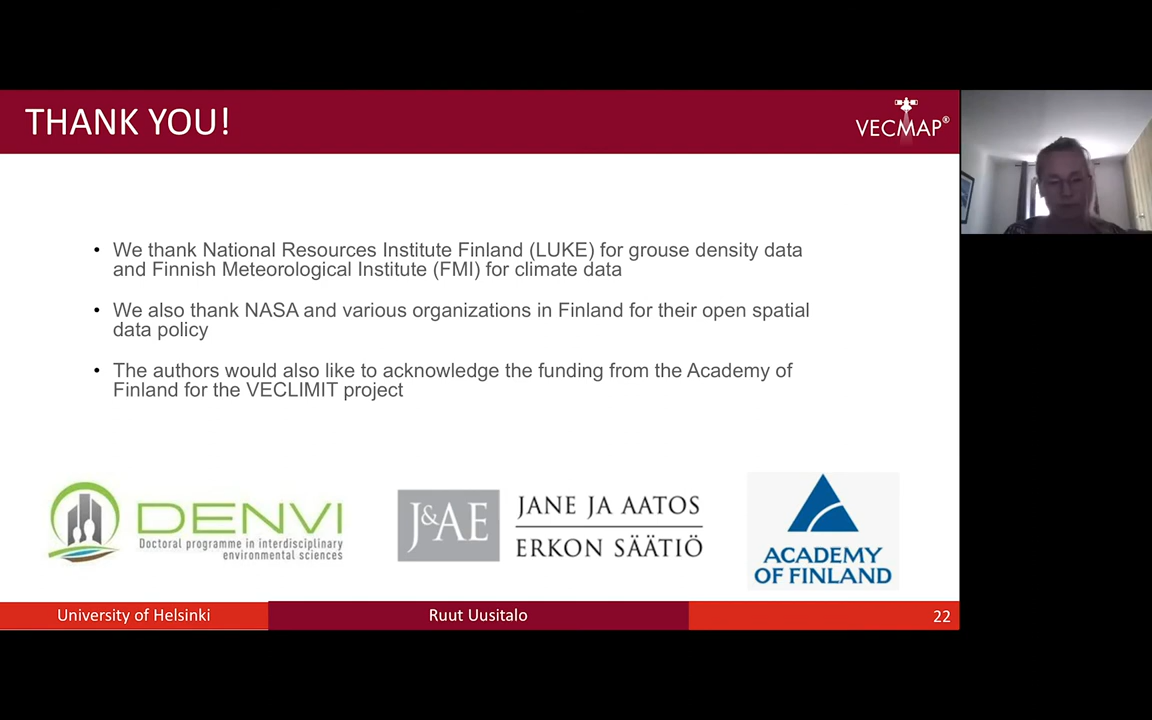 THANK YOU!
VECMAP®
• We thank National Resources Institute Finland (LUKE) for grouse density data
and Finnish Meteorological Institute (FMI) for climate data
• We also thank NASA and various organizations in Finland for their open spatial
data policy
• The authors would also like to acknowledge the funding from the Academy of
Finland for the VECLIMIT project
DENVI
Doctoral programme in interdisciplinary
environmental sciences
J&AE
JANE JA AATOS
ERKON SÄÄTIÖ
ACADEMY
OF FINLAND
University of Helsinki
Ruut Uusitalo
22